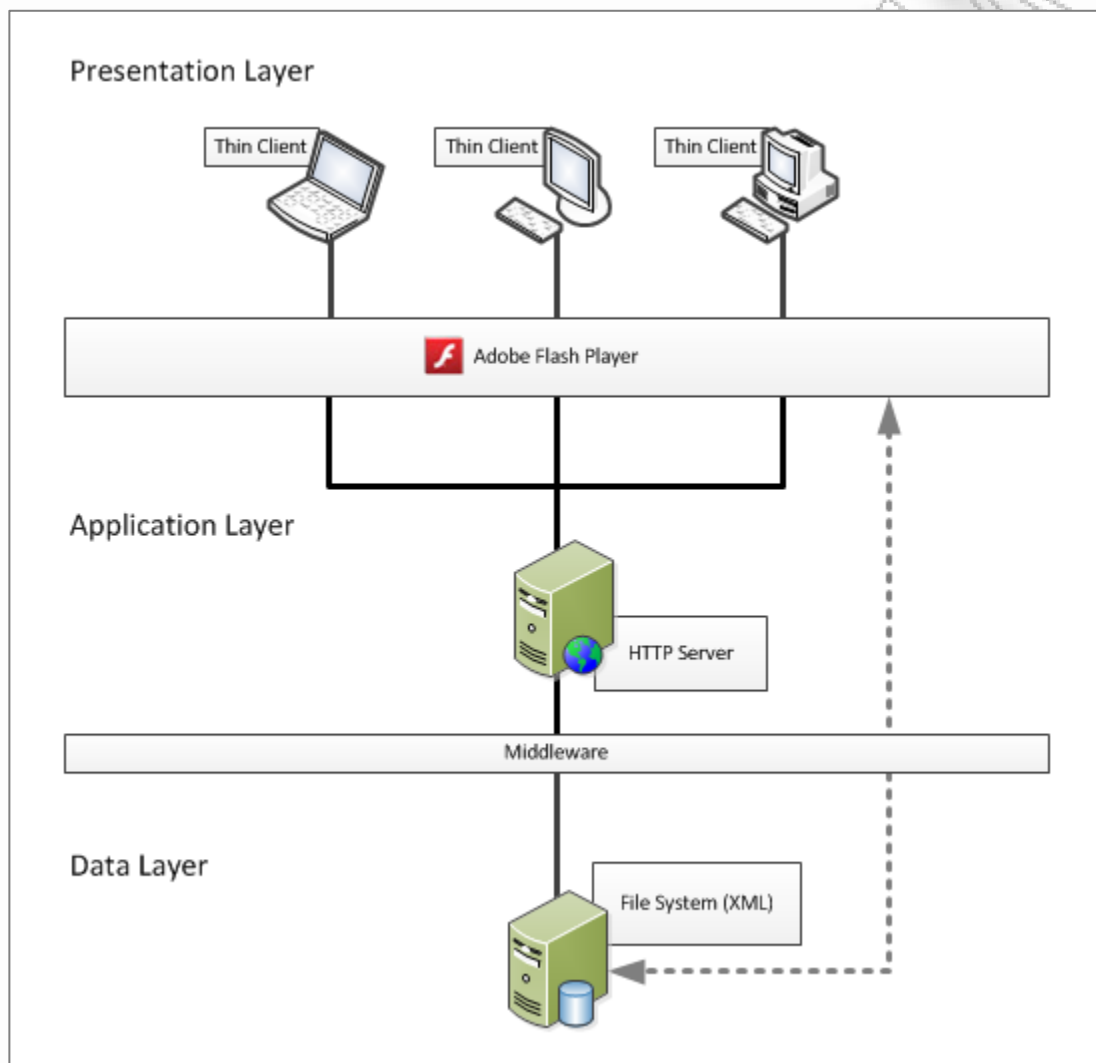 Presentation Layer
Thin Client
Thin Client
Thin Client
Adobe Flash Player
Application Layer
HTTP Server
Middleware
Data Layer
File System (XML)